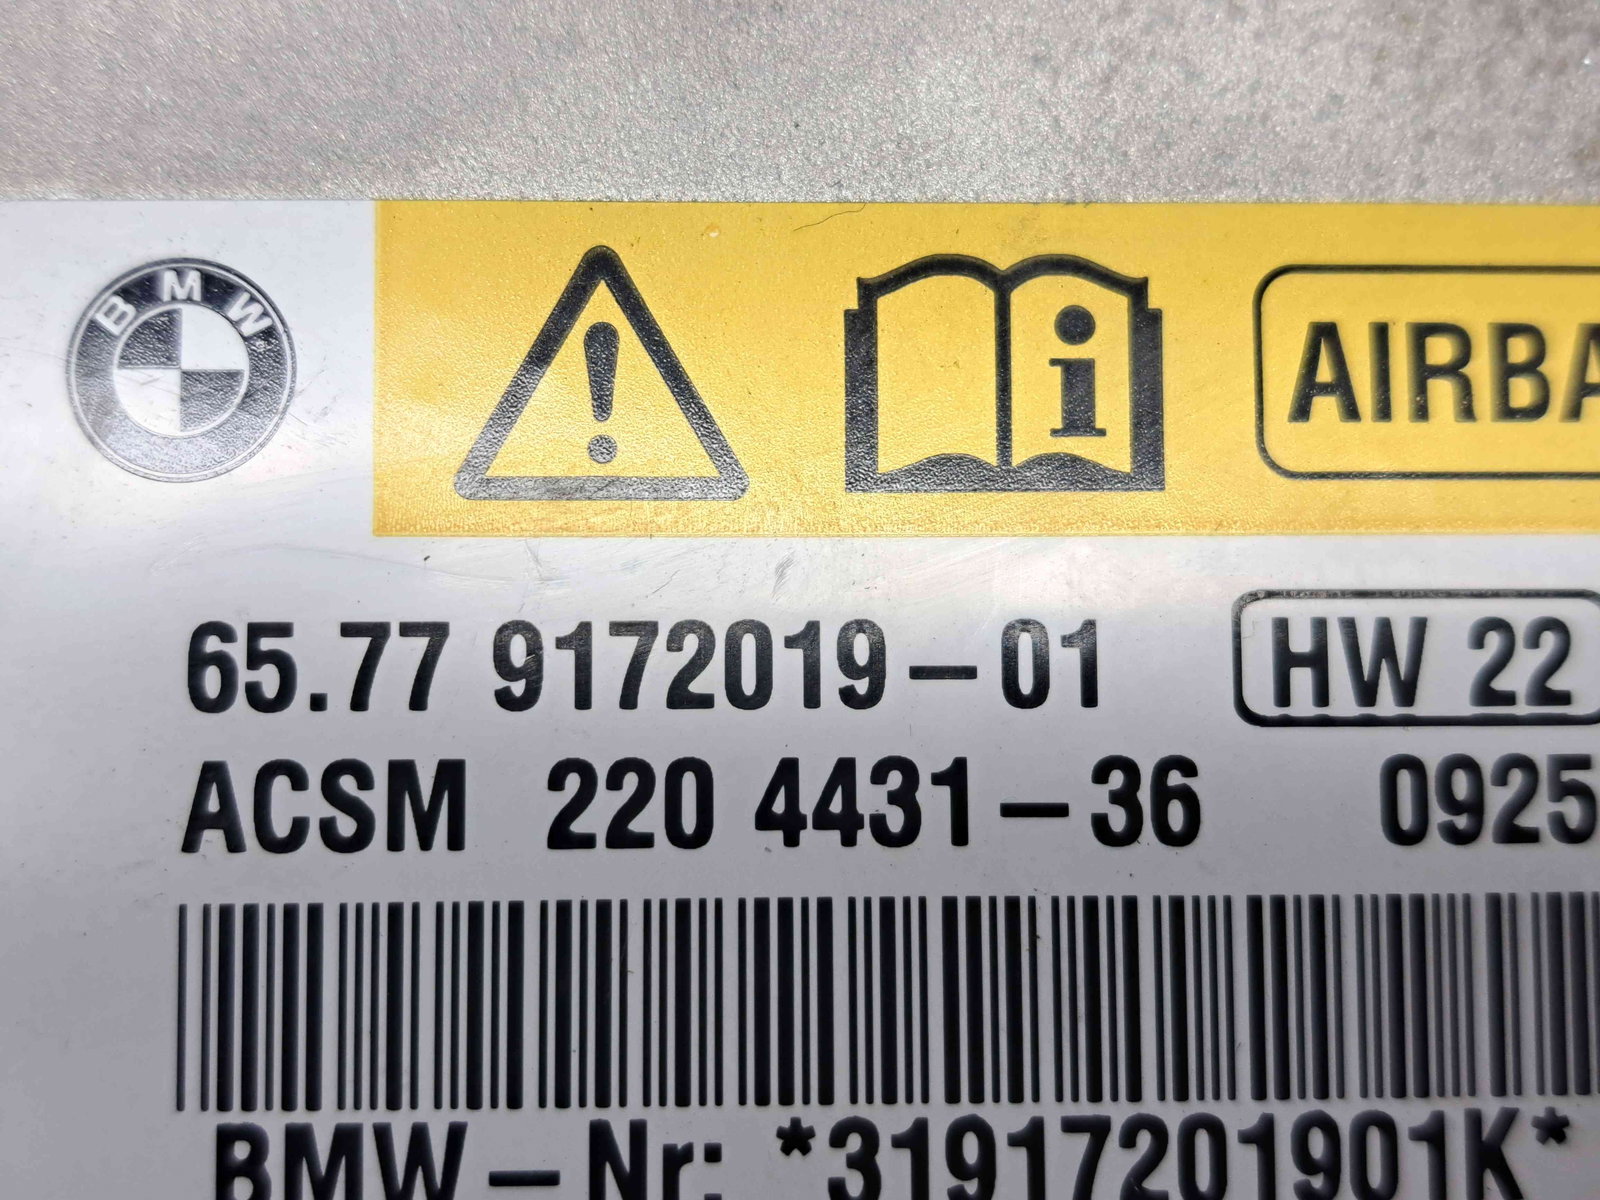 BMW
AIRBA
65.77 9172019-01 HW 22
ACSM 220 4431-36 0925
BMW-Nr: *31917201901K*